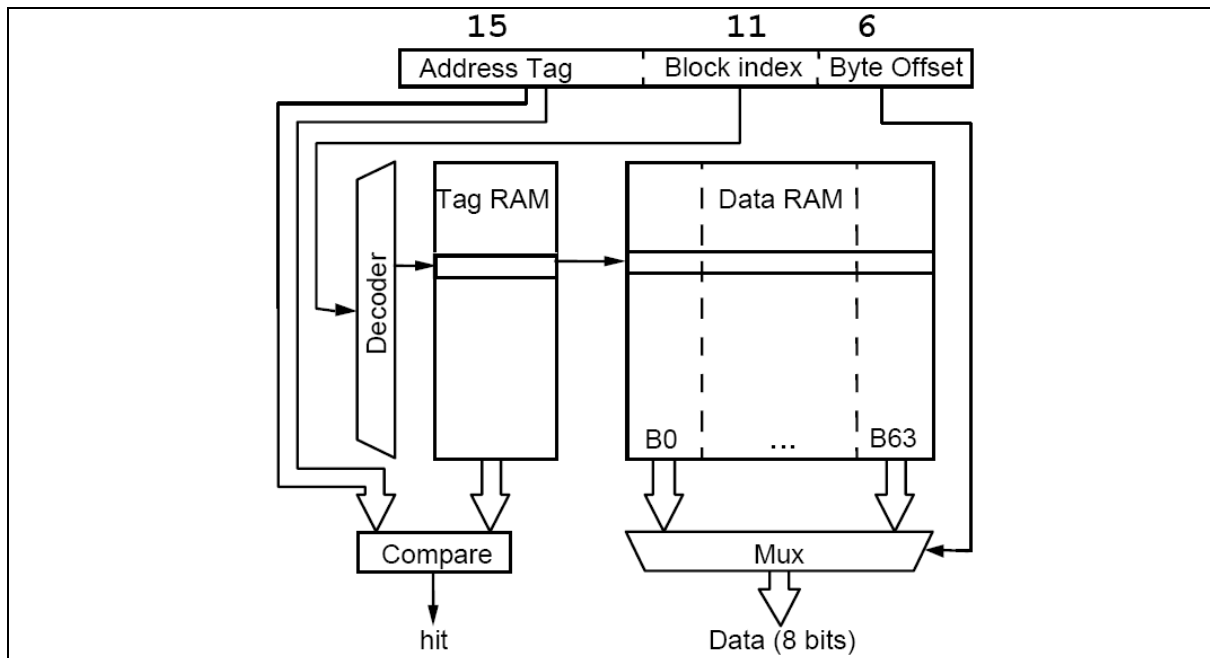 15 11 6
Address Tag Block index Byte Offset
Tag RAM Data RAM
Decoder
B0 ... B63
Compare Mux
hit Data (8 bits)